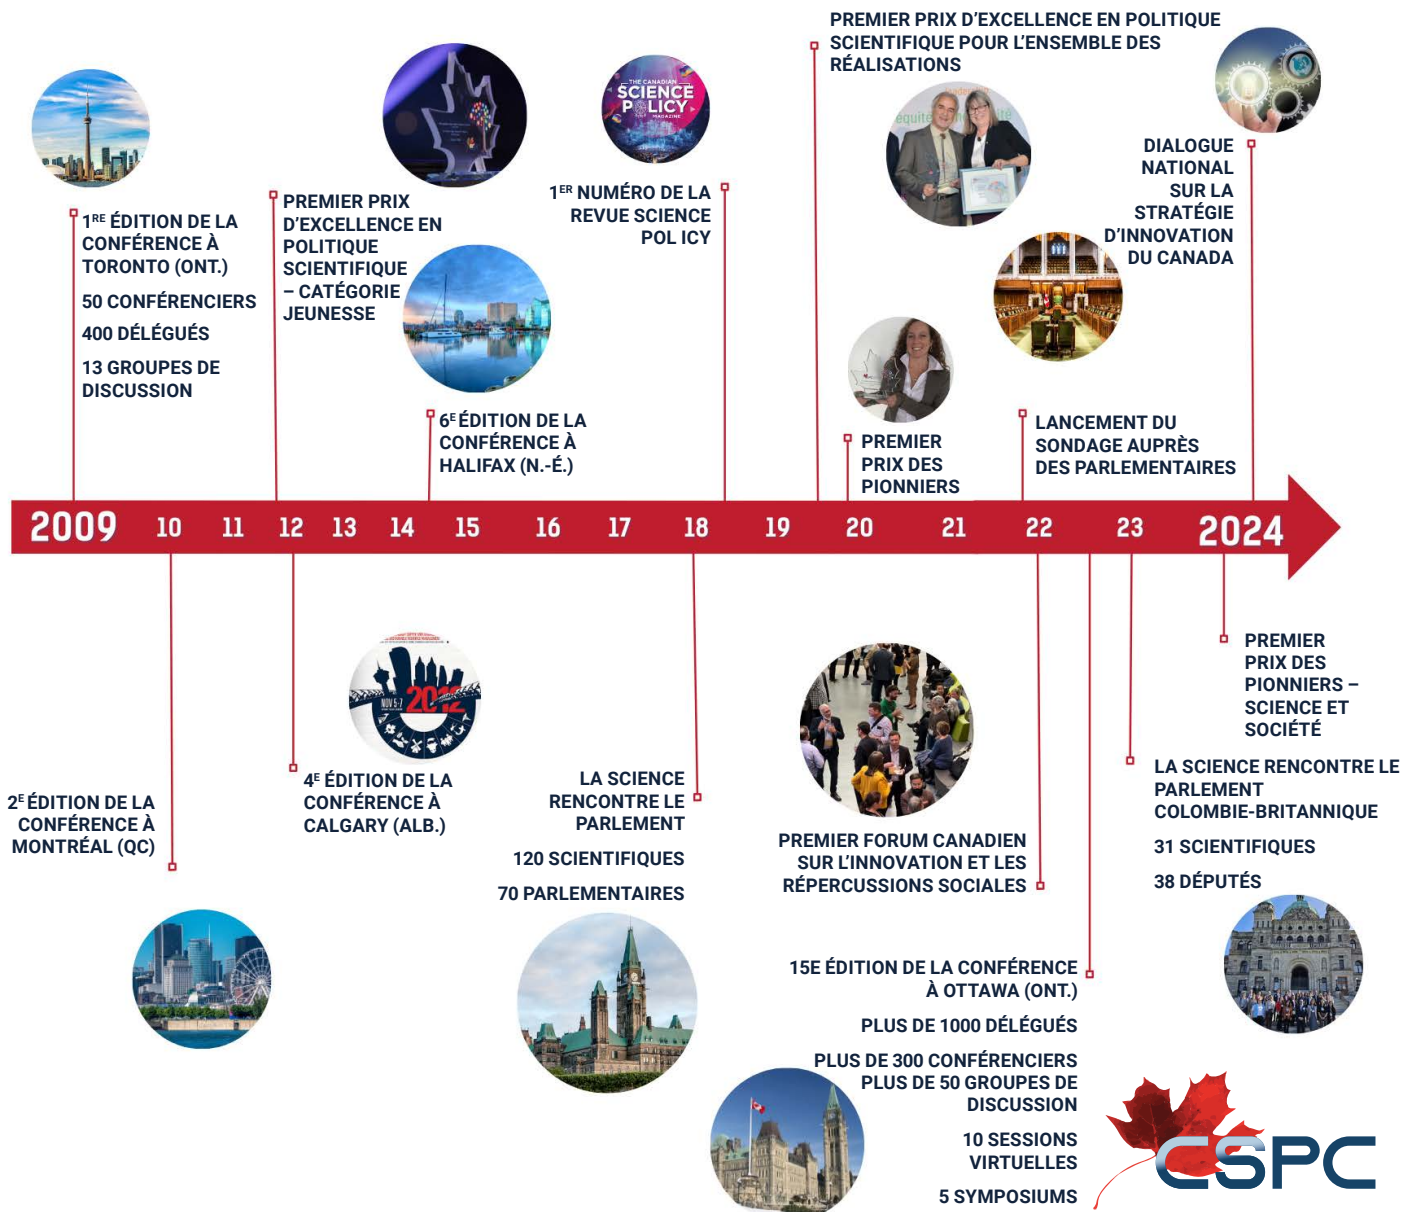 PREMIER PRIX D'EXCELLENCE EN POLITIQUE
SCIENTIFIQUE POUR L'ENSEMBLE DES
RÉALISATIONS
THE CANADIAN
SCIENCE
POLICY
MAGAZINE
1RE ÉDITION DE LA
CONFÉRENCE À
TORONTO (ONT.)
50 CONFÉRENCIERS
400 DÉLÉGUÉS
13 GROUPES DE
DISCUSSION
PREMIER PRIX
D'EXCELLENCE EN
POLITIQUE
SCIENTIFIQUE
– CATÉGORIE
JEUNESSE
6E ÉDITION DE LA
CONFÉRENCE À
HALIFAX (N.-É.)
1ER NUMÉRO DE LA
REVUE SCIENCE
POL ICY
PREMIER
PRIX DES
PIONNIERS
LANCEMENT DU
SONDAGE AUPRÈS
DES PARLEMENTAIRES
DIALOGUE
NATIONAL
SUR LA
STRATÉGIE
D'INNOVATION
DU CANADA
2009 10 11 12 13 14 15 16 17 18 19 20 21 22 23 2024
2E ÉDITION DE LA
CONFÉRENCE À
MONTRÉAL (QC)
NOV 5-7
2012
4E ÉDITION DE LA
CONFÉRENCE À
CALGARY (ALB.)
LA SCIENCE
RENCONTRE LE
PARLEMENT
120 SCIENTIFIQUES
70 PARLEMENTAIRES
PREMIER FORUM CANADIEN
SUR L'INNOVATION ET LES
RÉPERCUSSIONS SOCIALES
15E ÉDITION DE LA CONFÉRENCE
À OTTAWA (ONT.)
PLUS DE 1000 DÉLÉGUÉS
PLUS DE 300 CONFÉRENCIERS
PLUS DE 50 GROUPES DE
DISCUSSION
10 SESSIONS
VIRTUELLES
5 SYMPOSIUMS
PREMIER
PRIX DES
PIONNIERS –
SCIENCE ET
SOCIÉTÉ
LA SCIENCE RENCONTRE LE
PARLEMENT
COLOMBIE-BRITANNIQUE
31 SCIENTIFIQUES
38 DÉPUTÉS
CSPC